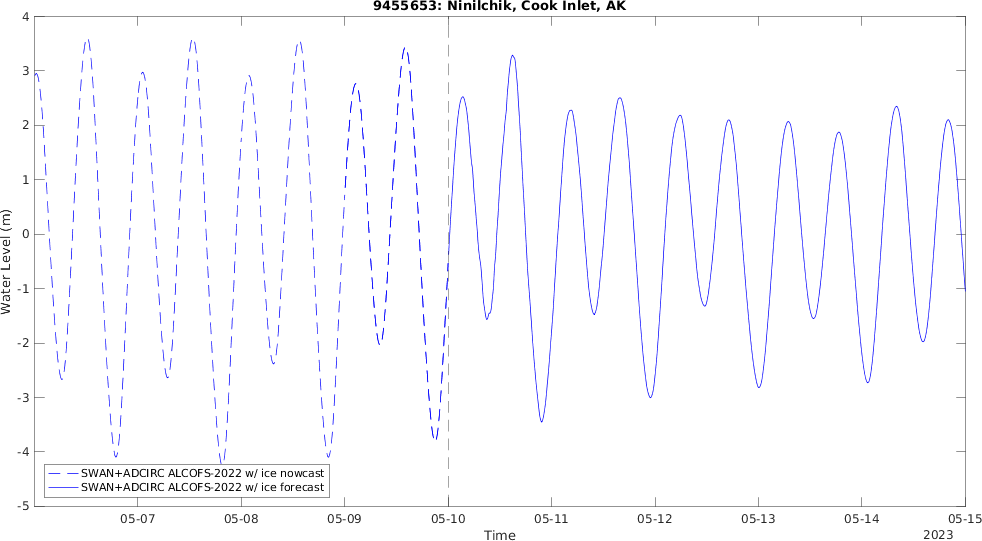 9455653: Ninilchik, Cook Inlet, AK
Water Level (m)
4
3
2
1
0
-1
-2
-3
-4
-5
SWAN+ADCIRC ALCOFS-2022 w/ ice nowcast
SWAN+ADCIRC ALCOFS-2022 w/ ice forecast
05-07 05-08 05-09 05-10 05-11 05-12 05-13 05-14 05-15
Time
2023